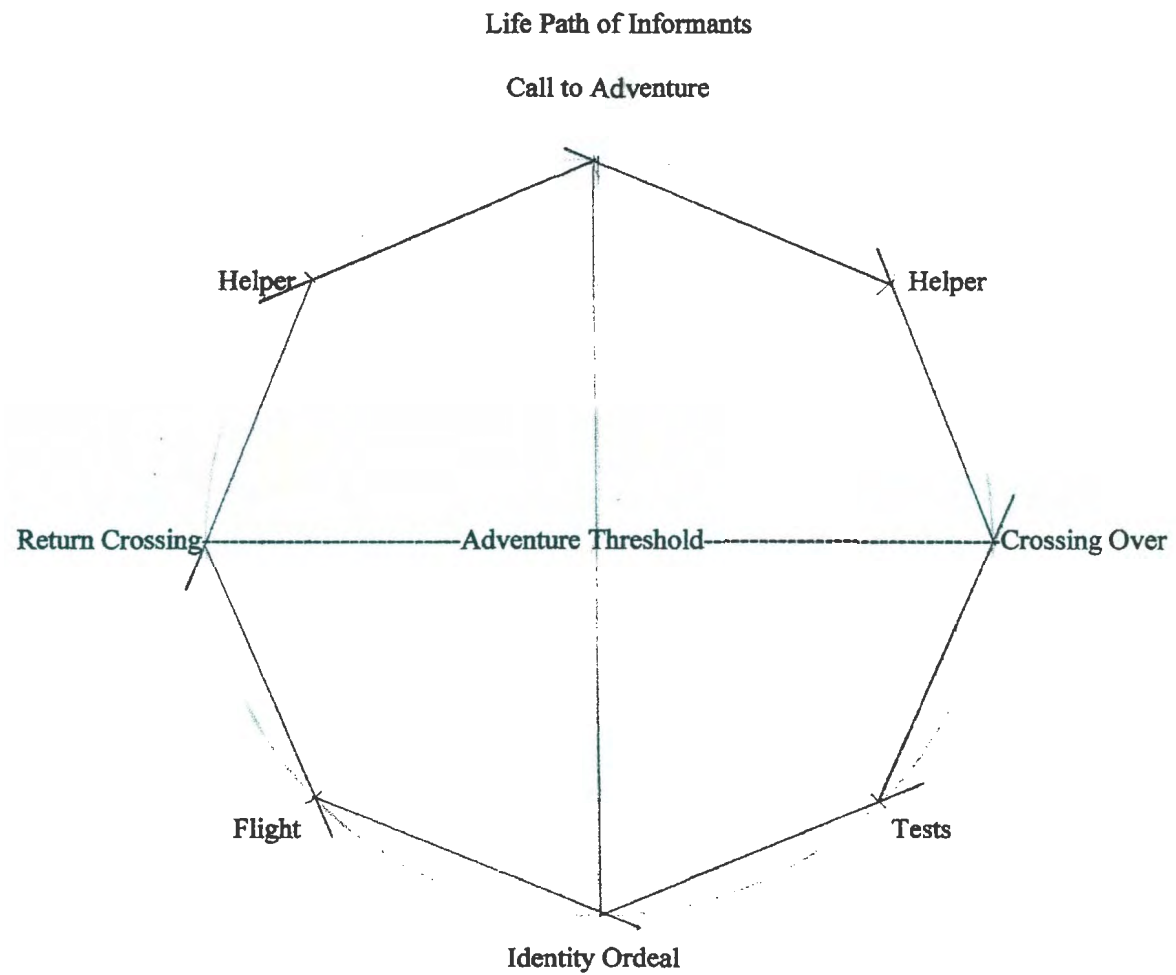 Life Path of Informants
Call to Adventure
Helper
Helper
Return Crossing
Adventure Threshold
Crossing Over
Flight
Tests
Identity Ordeal